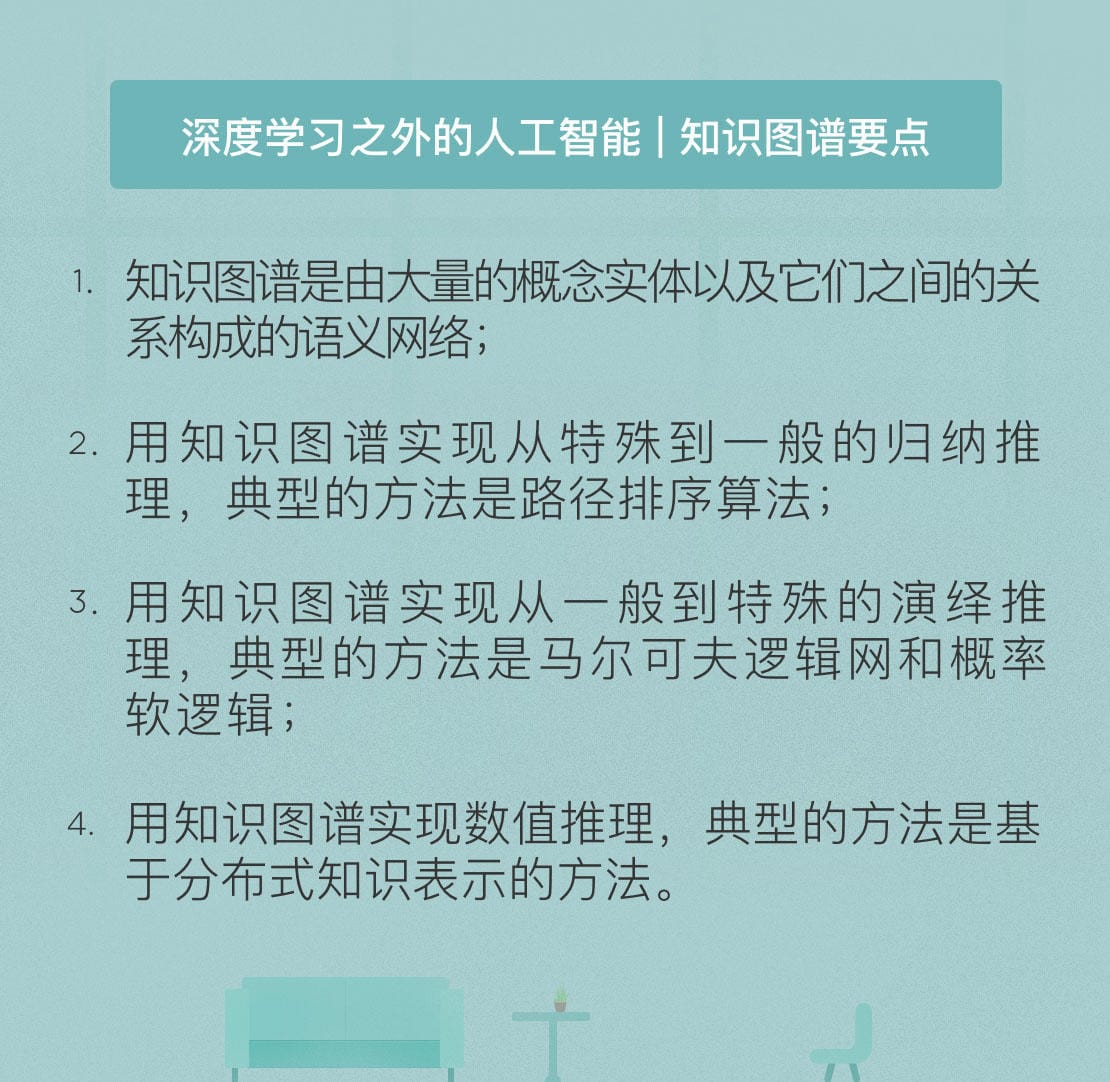 深度学习之外的人工智能 | 知识图谱要点
1. 知识图谱是由大量的概念实体以及它们之间的关
系构成的语义网络；
2. 用知识图谱实现从特殊到一般的归纳推
理，典型的方法是路径排序算法；
3. 用知识图谱实现从一般到特殊的演绎推
理，典型的方法是马尔可夫逻辑网和概率
软逻辑；
4. 用知识图谱实现数值推理，典型的方法是基
于分布式知识表示的方法。